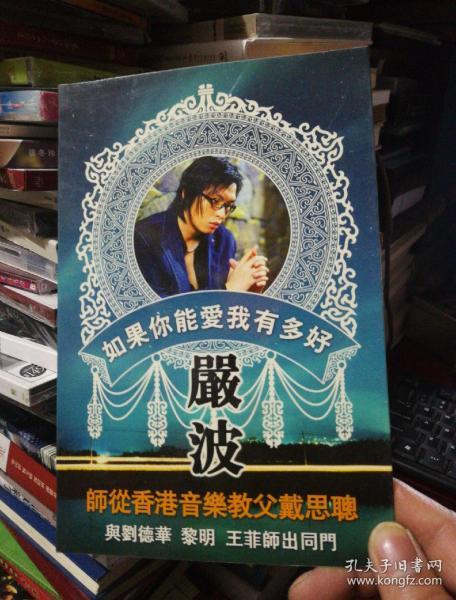 如果你能愛我有多好
嚴波
師從香港音樂教父戴思聰
與劉德華 黎明 王菲師出同門
孔夫子旧书网
www.kongfz.com